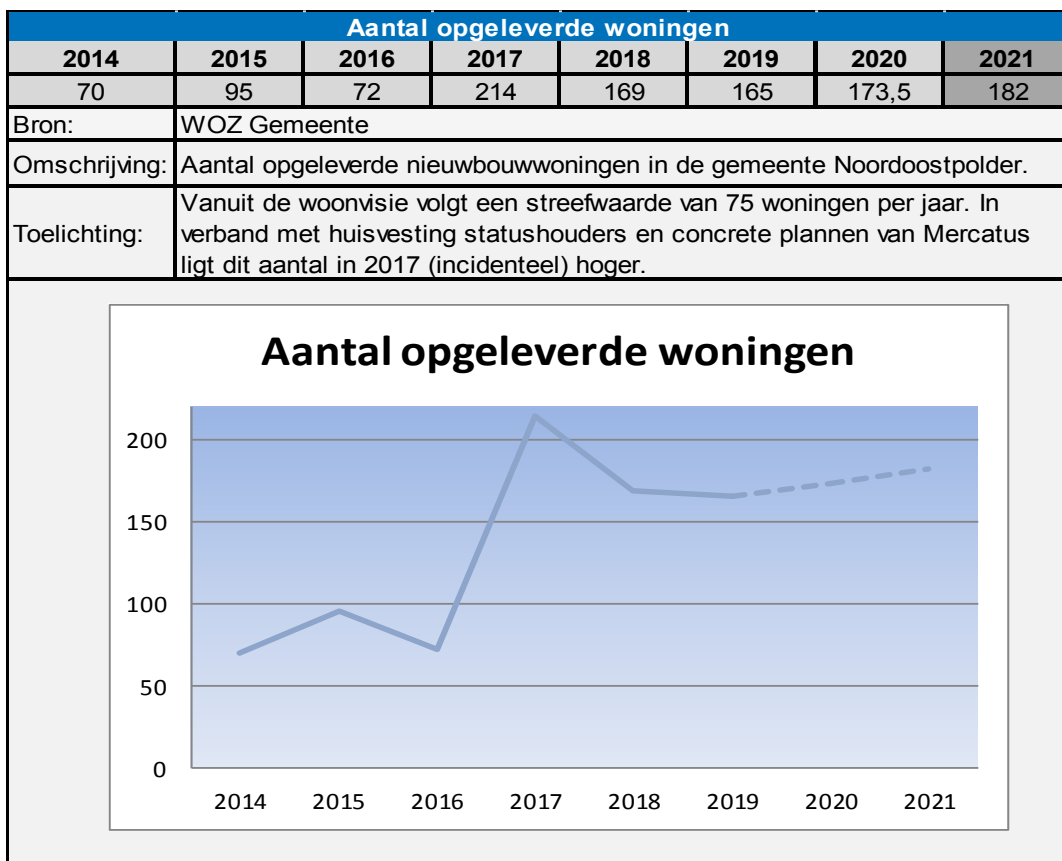 Aantal opgeleverde woningen
2014 2015 2016 2017 2018 2019 2020 2021
70 95 72 214 169 165 173,5 182
Bron: WOZ Gemeente
Omschrijving: Aantal opgeleverde nieuwbouwwoningen in de gemeente Noordoostpolder.
Vanuit de woonvisie volgt een streefwaarde van 75 woningen per jaar. In
Toelichting: verband met huisvesting statushouders en concrete plannen van Mercatus
ligt dit aantal in 2017 (incidenteel) hoger.
Aantal opgeleverde woningen
200
150
100
50
0
2014 2015 2016 2017 2018 2019 2020 2021